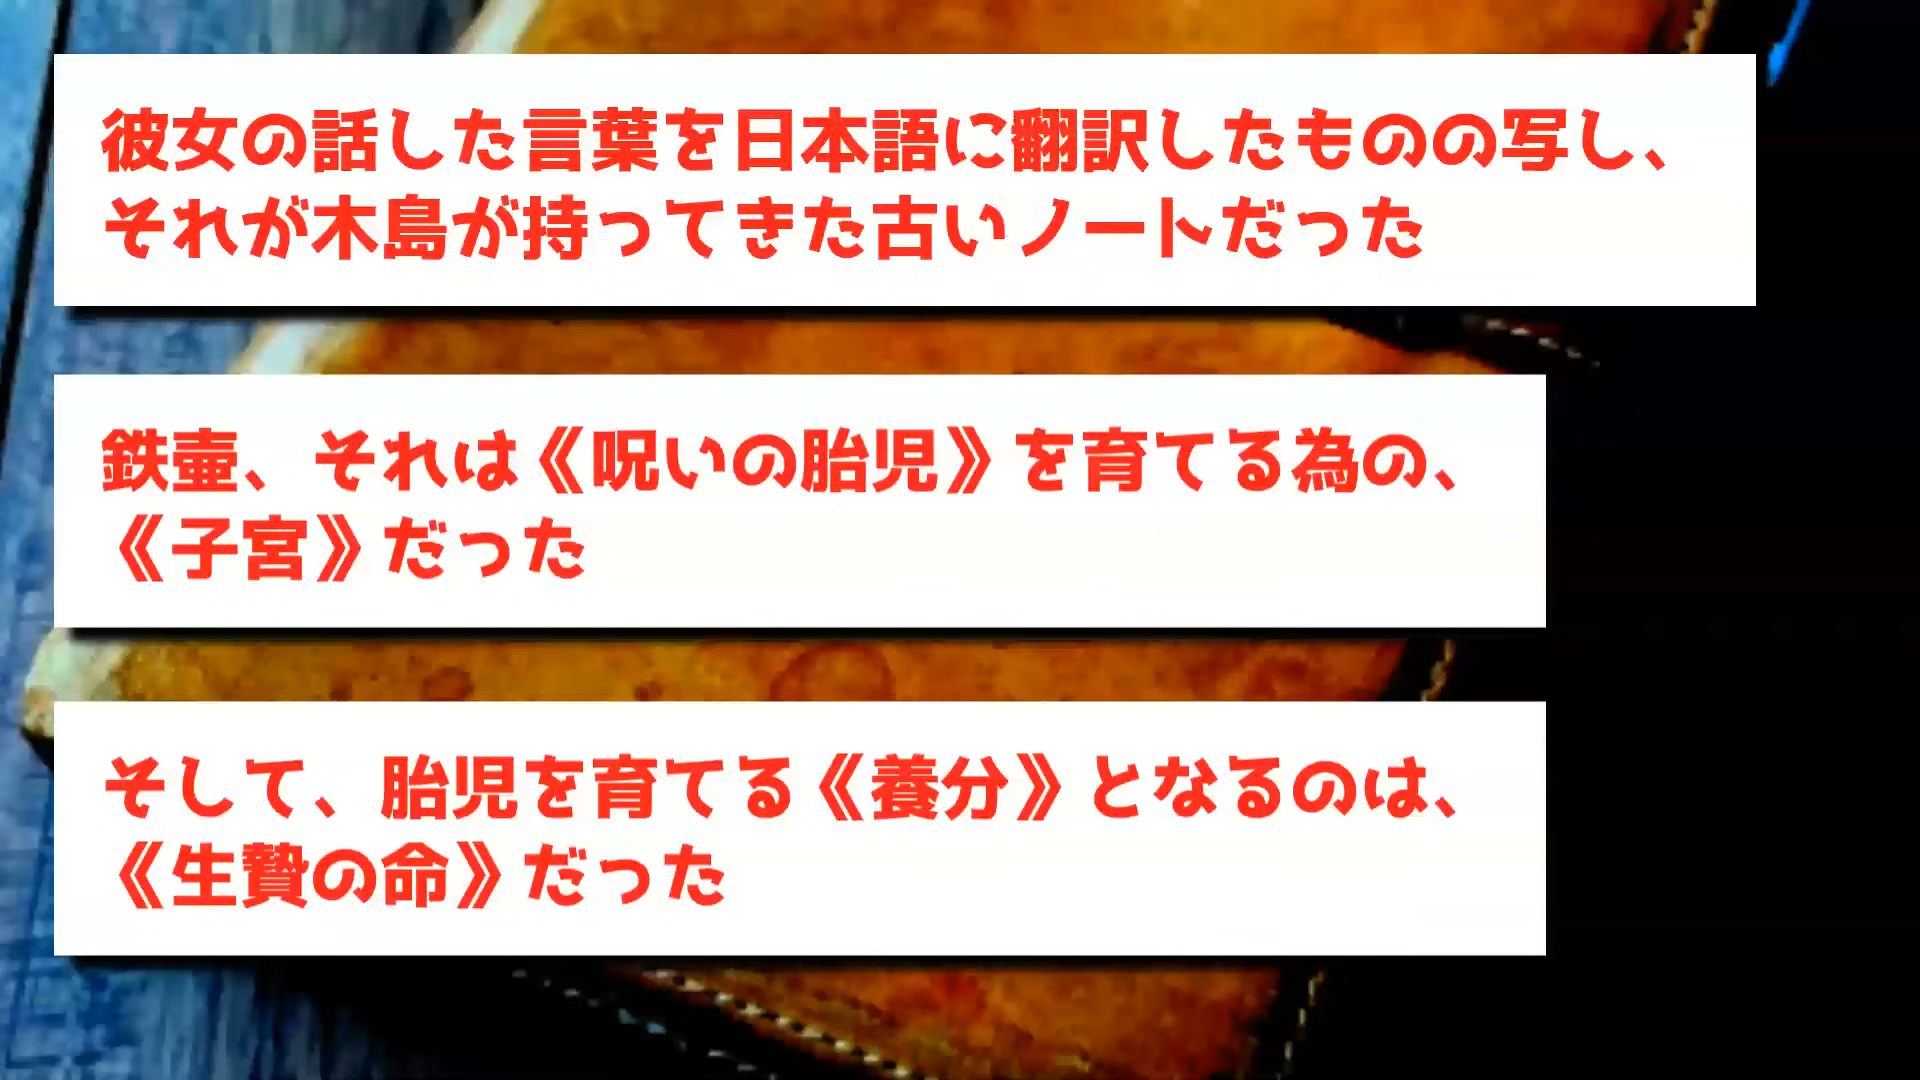 彼女の話した言葉を日本語に翻訳したものの写し、
それが木島が持ってきた古いノートだった
鉄壷、それは《呪いの胎児》を育てる為の、
《子宮》だった
そして、胎児を育てる《養分》となるのは、
《生贄の命》だった